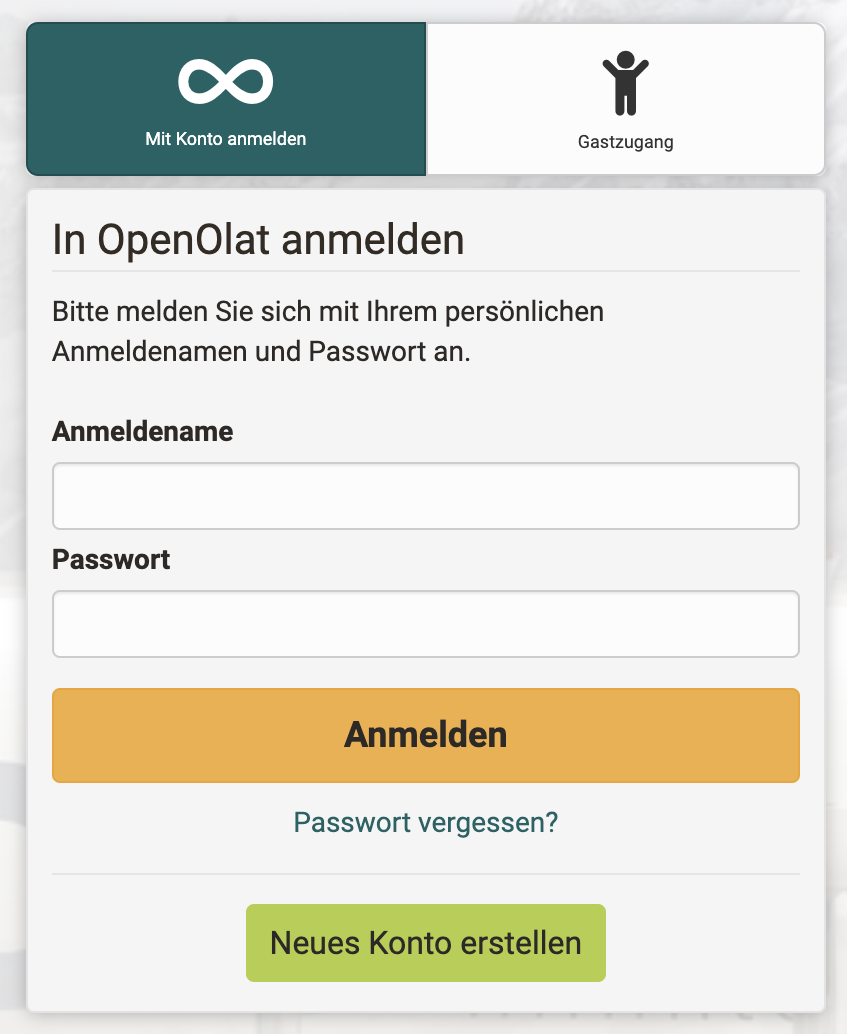 Mit Konto anmelden
Gastzugang
In OpenOlat anmelden
Bitte melden Sie sich mit Ihrem persönlichen
Anmeldenamen und Passwort an.
Anmeldename
Passwort
Anmelden
Passwort vergessen?
Neues Konto erstellen